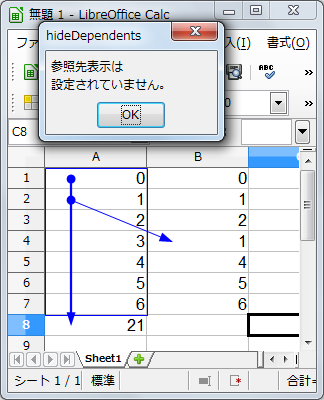 無題 1 - LibreOffice Calc
hideDependents
参照先表示は
設定されていません。
OK
入(I) 書式(O)
ABC
C8
A B
1 0 0
2 1 1
3 2 2
4 3 1
5 4 4
6 5 5
7 6 6
8 21
9
Sheet1
シート 1 / 1 標準 合計=